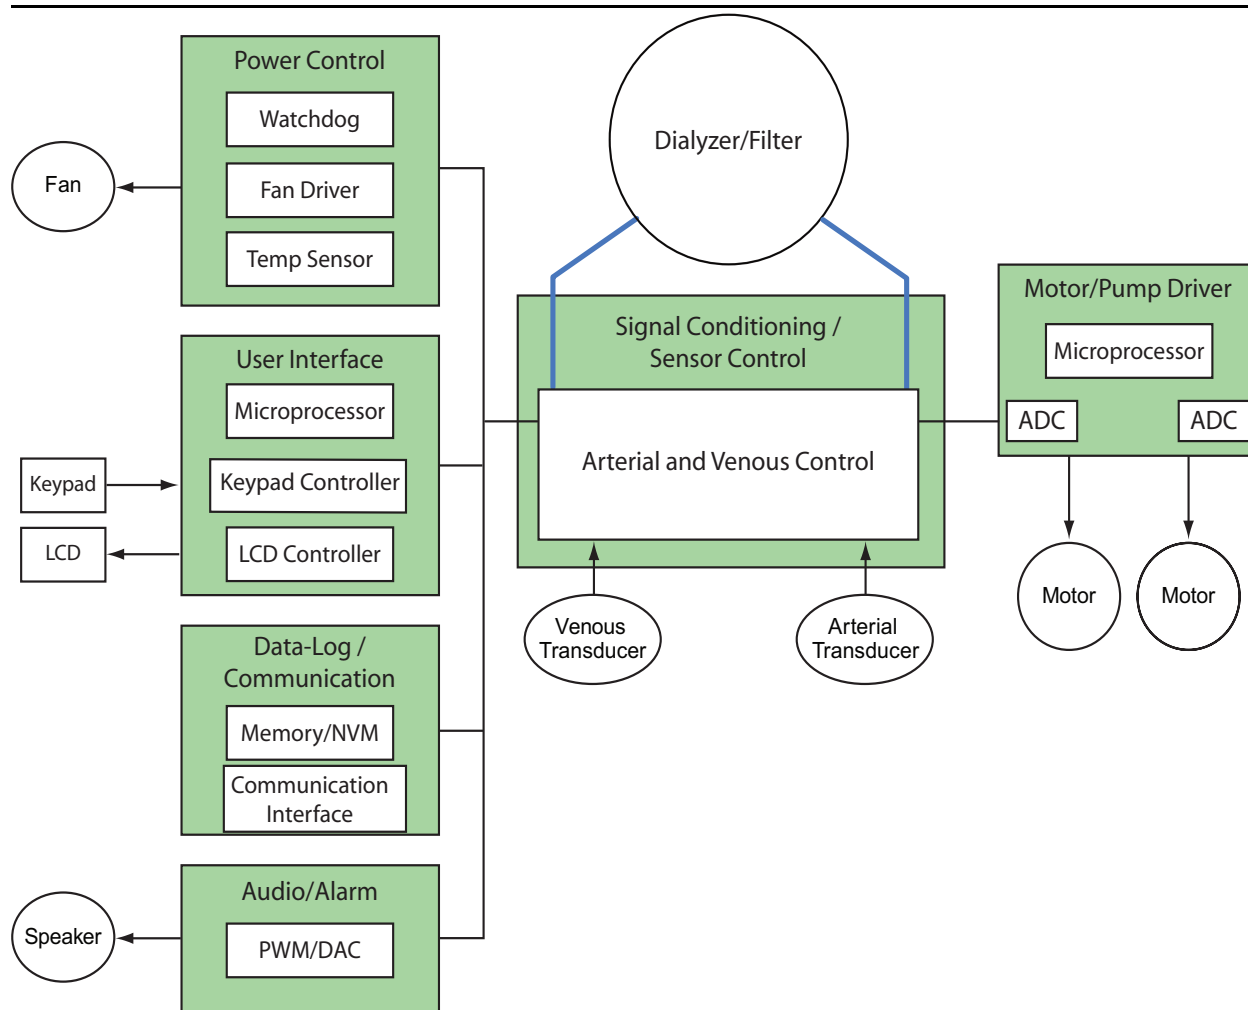 Power Control
Watchdog
Fan Driver
Temp Sensor
Fan
Dialyzer/Filter
User Interface
Microprocessor
Keypad Controller
LCD Controller
Keypad
LCD
Signal Conditioning /
Sensor Control
Arterial and Venous Control
Venous
Transducer
Arterial
Transducer
Motor/Pump Driver
Microprocessor
ADC
ADC
Motor
Motor
Data-Log /
Communication
Memory/NVM
Communication
Interface
Audio/Alarm
PWM/DAC
Speaker